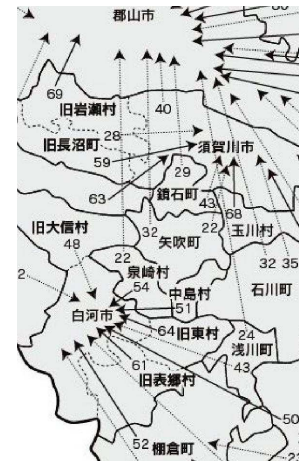 郡山市
69
旧岩瀬村
40
28
旧長沼町
59
須賀川市
29
63
鏡石町
43
68
旧大信村
32
22
玉川村
48
矢吹町
22
泉崎村
32
35
54
中島村
石川町
51
白河市
64
旧東村
24
浅川町
61
43
旧表郷村
50
52
棚倉町